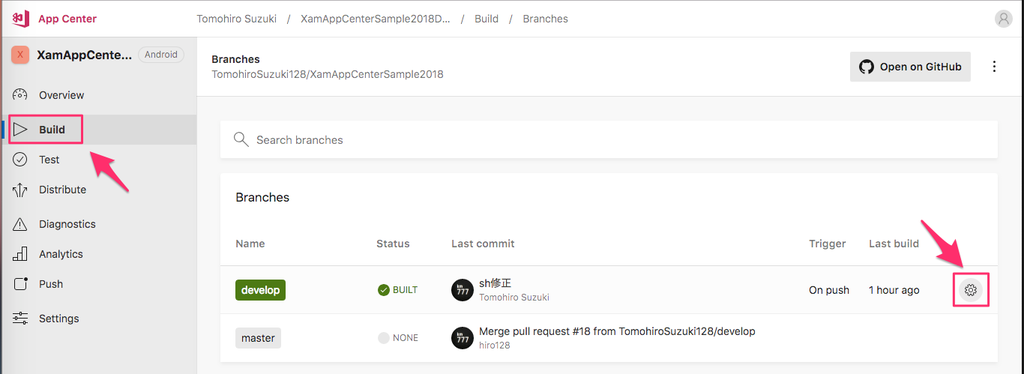 App Center
Tomohiro Suzuki / XamAppCenterSample2018D... / Build / Branches
X XamAppCente... Android
Overview
Build
Test
Distribute
Diagnostics
Analytics
Push
Settings
Branches
TomohiroSuzuki128/XamAppCenterSample2018
Open on GitHub
Search branches
Branches
Name Status Last commit Trigger Last build
develop BUILT sh修正 On push 1 hour ago
Tomohiro Suzuki
master NONE Merge pull request #18 from TomohiroSuzuki128/develop
hiro128